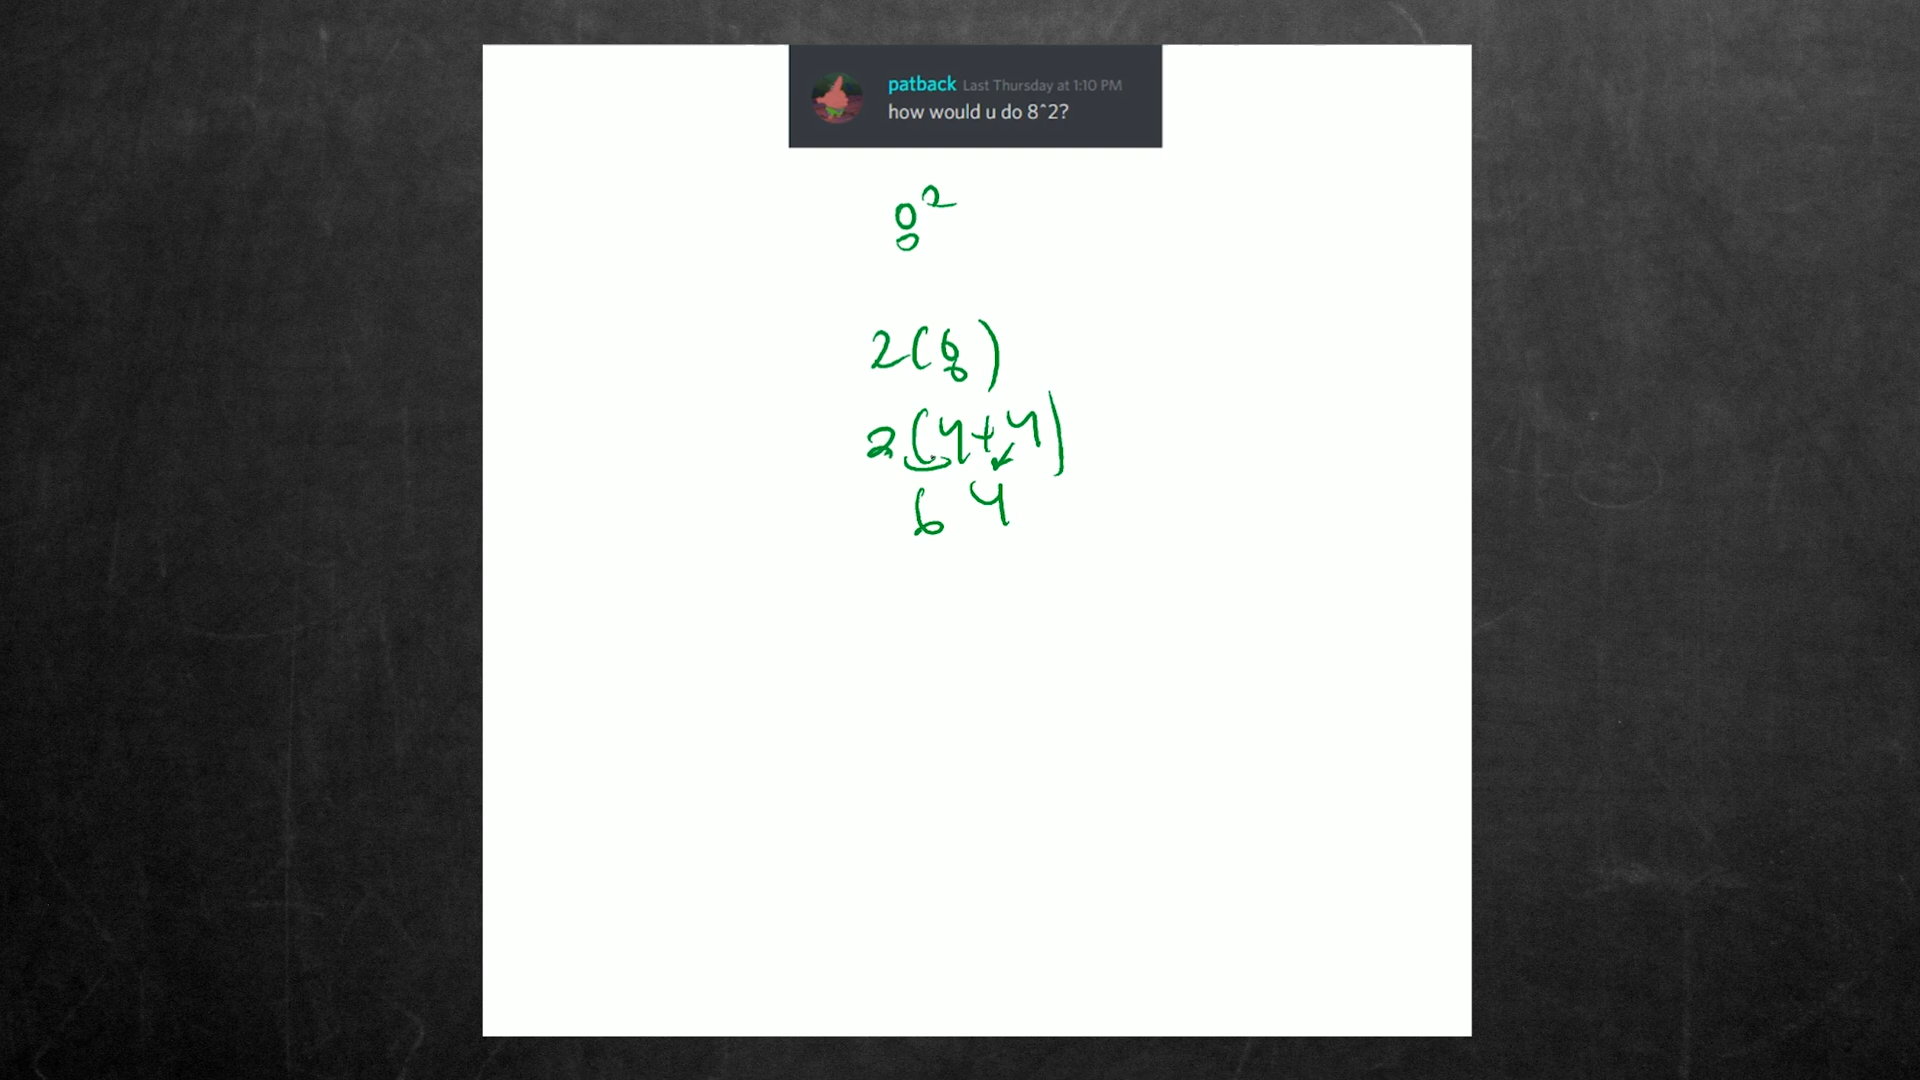 patback Last Thursday at 1:10 PM
how would u do 8^2?
8²
2(8)
2(4+4)
6 4